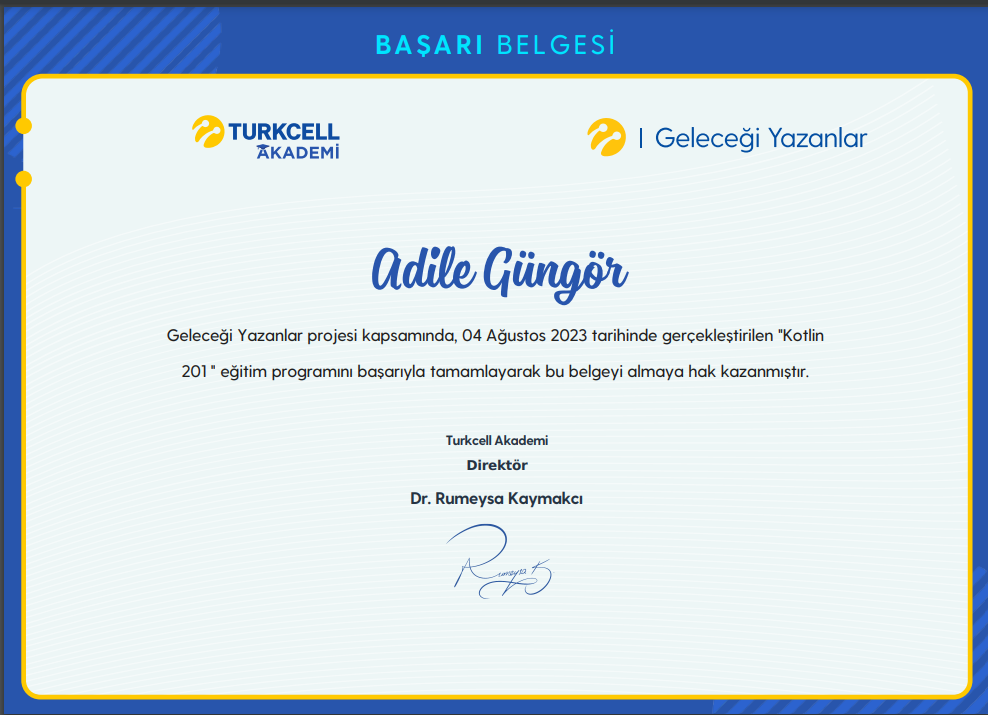 BAŞARI BELGESİ
TURKCELL
AKADEMİ
Geleceği Yazanlar
Adile Güngör
Geleceği Yazanlar projesi kapsamında, 04 Ağustos 2023 tarihinde gerçekleştirilen "Kotlin
201 " eğitim programını başarıyla tamamlayarak bu belgeyi almaya hak kazanmıştır.
Turkcell Akademi
Direktör
Dr. Rumeysa Kaymakcı
Rumeysa K